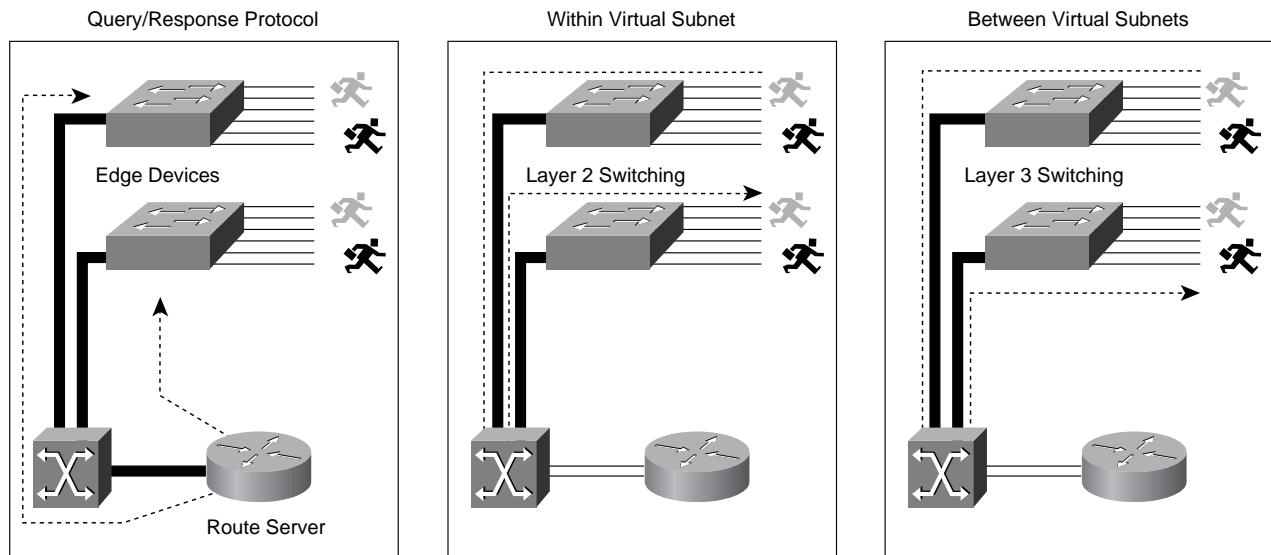 Query/Response Protocol
Within Virtual Subnet
Between Virtual Subnets
Edge Devices
Layer 2 Switching
Layer 3 Switching
Route Server